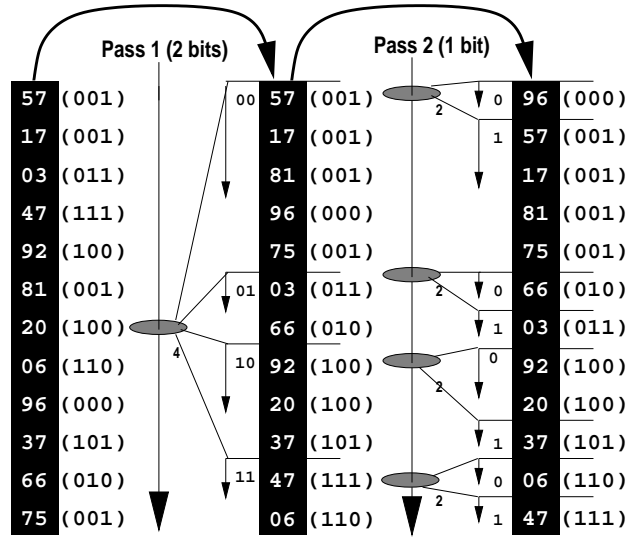 Pass 1 (2 bits) Pass 2 (1 bit)
57 (001) 00 57 (001) 2 0 96 (000)
17 (001) 17 (001) 1 57 (001)
03 (011) 81 (001) 17 (001)
47 (111) 96 (000) 81 (001)
92 (100) 75 (001) 75 (001)
81 (001) 01 03 (011) 2 0 66 (010)
20 (100) 4 66 (010) 1 03 (011)
06 (110) 10 92 (100) 2 0 92 (100)
96 (000) 20 (100) 20 (100)
37 (101) 37 (101) 1 37 (101)
66 (010) 11 47 (111) 2 0 06 (110)
75 (001) 06 (110) 1 47 (111)